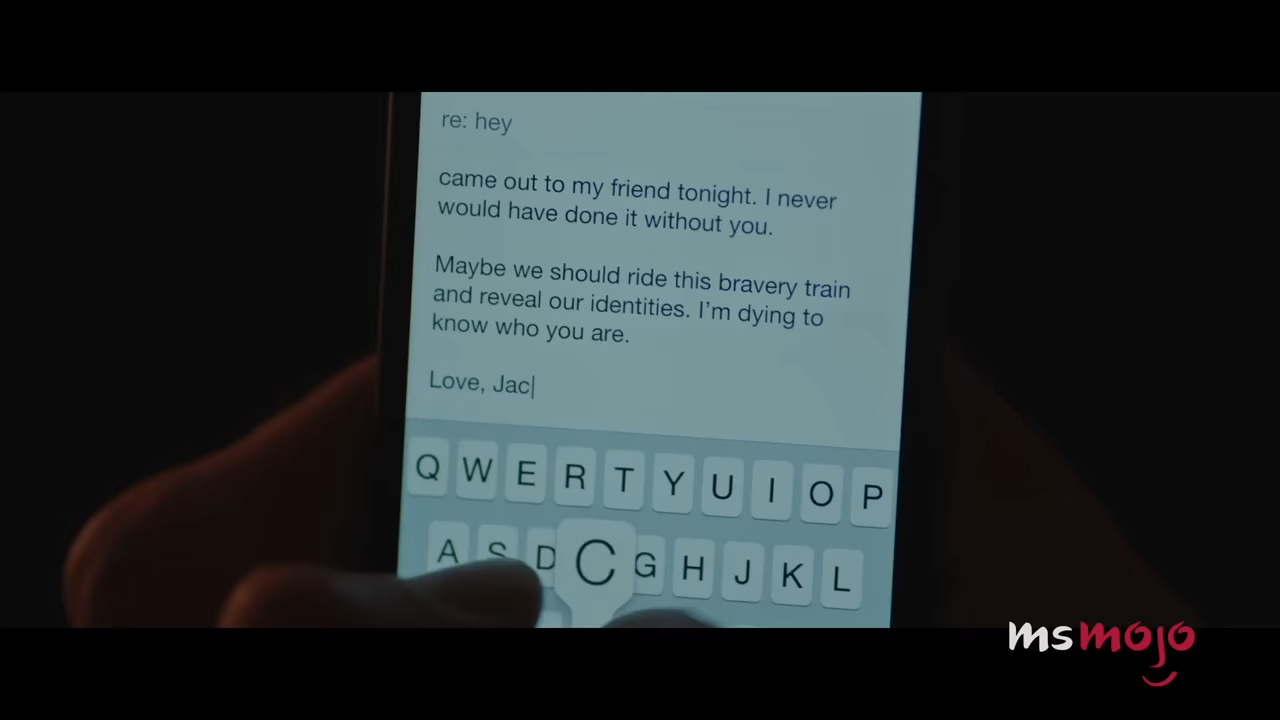 re: hey
came out to my friend tonight. I never
would have done it without you.
Maybe we should ride this bravery train
and reveal our identities. I'm dying to
know who you are.
Love, Jac
Q W E R T Y U I O P
A S D C G H J K L
msmojo